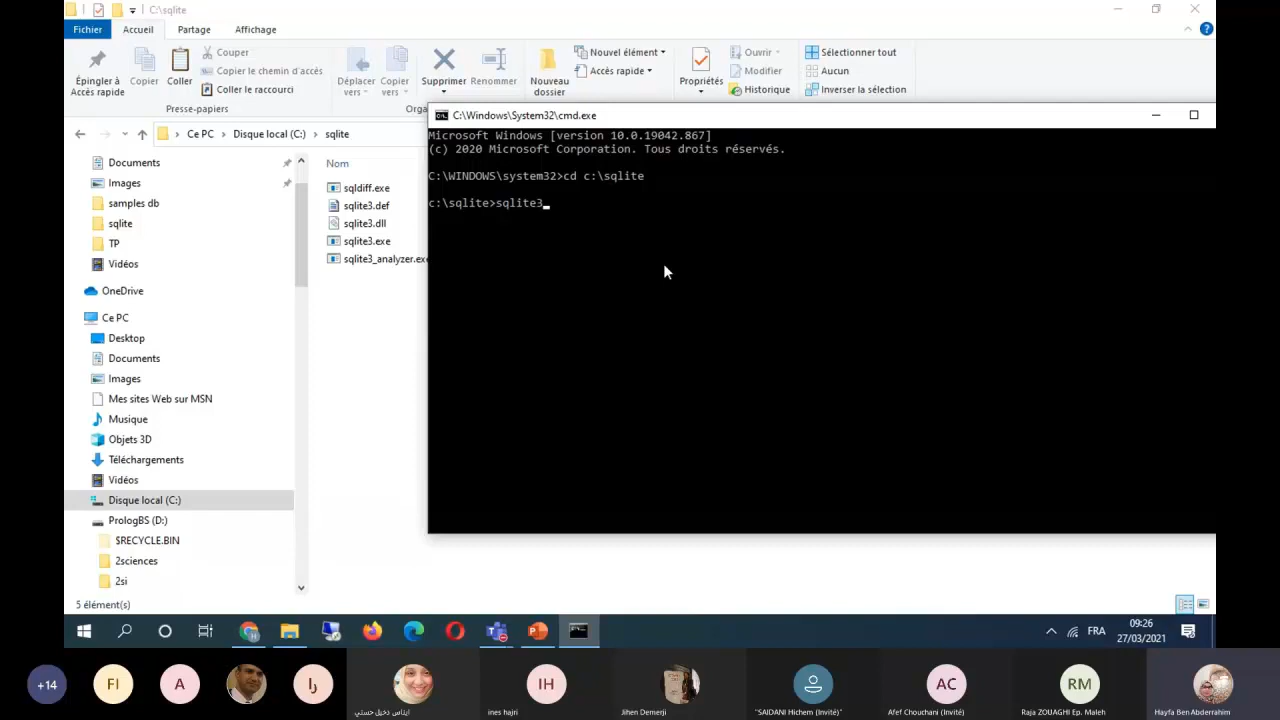 C:\sqlite
Fichier
Accueil
Partage
Affichage
Épingler à
Accès rapide
Copier
Coller
Couper
Copier le chemin d'accès
Coller le raccourci
Presse-papiers
Déplacer
vers
Copier
vers
Supprimer
Renommer
Orga
Nouveau
dossier
Nouvel élément
Accès rapide
Propriétés
Ouvrir
Modifier
Historique
Sélectionner tout
Aucun
Inverser la sélection
Ce PC
Disque local (C:)
sqlite
Documents
Images
samples db
sqlite
TP
Vidéos
OneDrive
Ce PC
Desktop
Documents
Images
Mes sites Web sur MSN
Musique
Objets 3D
Téléchargements
Vidéos
Disque local (C:)
PrologBS (D:)
$RECYCLE.BIN
2sciences
2si
5 élément(s)
Nom
sqldiff.exe
sqlite3.def
sqlite3.dll
sqlite3.exe
sqlite3_analyzer.exe
C:\Windows\System32\cmd.exe
Microsoft Windows [version 10.0.19042.867]
(c) 2020 Microsoft Corporation. Tous droits réservés.
C:\WINDOWS\system32>cd c:\sqlite
c:\sqlite>sqlite3
FRA
09:26
27/03/2021
+14
FI
A
را
ايناس دخيل حسني
IH
ines hajri
Jihen Demerji
"SAIDANI Hichem (Invité)"
AC
Afef Chouchani (Invité)
RM
Raja ZOUAGHI Ep. Maleh
Hayfa Ben Abderrahim